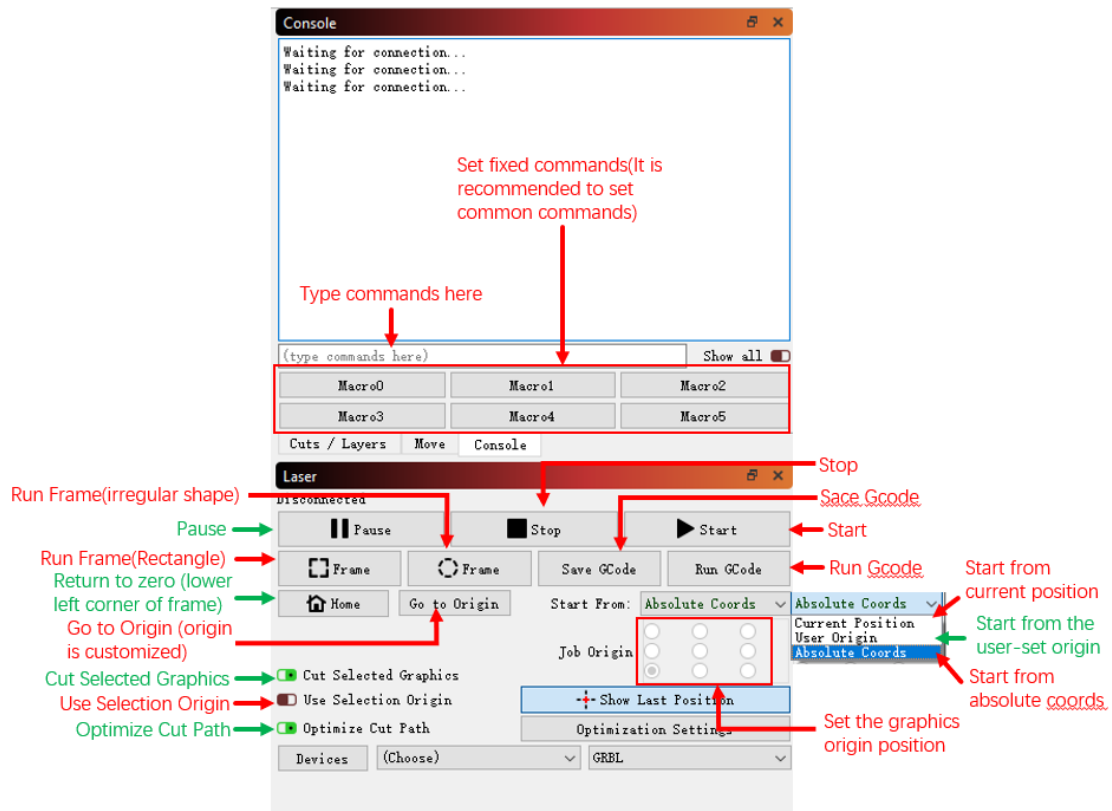 Console
Waiting for connection...
Waiting for connection...
Waiting for connection...
Set fixed commands(It is
recommended to set
common commands)
Type commands here
(type commands here)
Show all
Macro0
Macro1
Macro2
Macro3
Macro4
Macro5
Cuts / Layers
Move
Console
Laser
Stop
Run Frame(irregular shape)
Disconnected
Sace Gcode
Pause
Pause
Stop
Start
Start
Run Frame(Rectangle)
Frame
Frame
Save GCode
Run GCode
Run Gcode
Start from
current position
Return to zero (lower
left corner of frame)
Home
Go to Origin
Start From:
Absolute Coords
Absolute Coords
Current Position
User Origin
Absolute Coords
Start from the
user-set origin
Go to Origin (origin
is customized)
Job Origin
Start from
absolute coords
Cut Selected Graphics
Cut Selected Graphics
Use Selection Origin
Use Selection Origin
Show Last Position
Set the graphics
origin position
Optimize Cut Path
Optimize Cut Path
Optimization Settings
Devices
(Choose)
GRBL